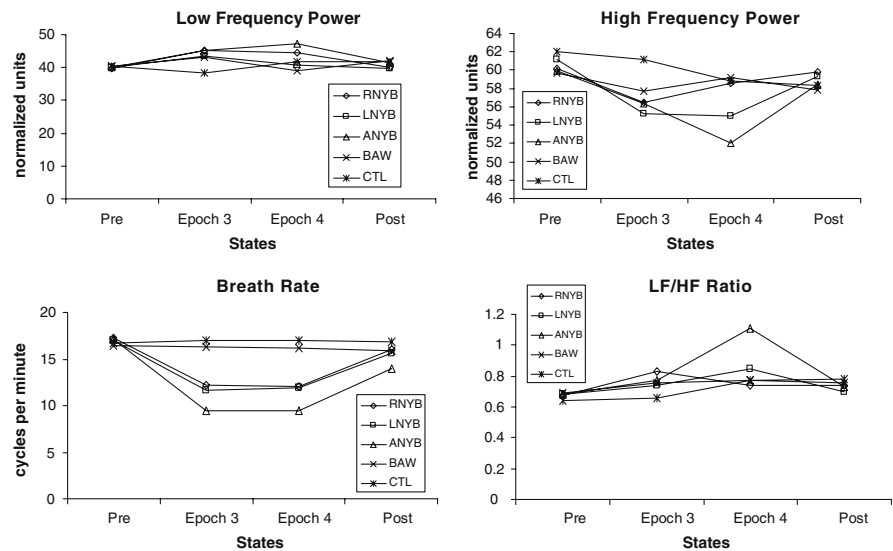 Low Frequency Power
normalized units
50
40
30
20
10
0
RNYB
LNYB
ANYB
BAW
CTL
Pre Epoch 3 Epoch 4 Post
States
High Frequency Power
normalized units
64
62
60
58
56
54
52
50
48
46
RNYB
LNYB
ANYB
BAW
CTL
Pre Epoch 3 Epoch 4 Post
States
Breath Rate
cycles per minute
20
15
10
5
0
RNYB
LNYB
ANYB
BAW
CTL
Pre Epoch 3 Epoch 4 Post
States
LF/HF Ratio
RNYB
LNYB
ANYB
BAW
CTL
1.2
1
0.8
0.6
0.4
0.2
0
Pre Epoch 3 Epoch 4 Post
States